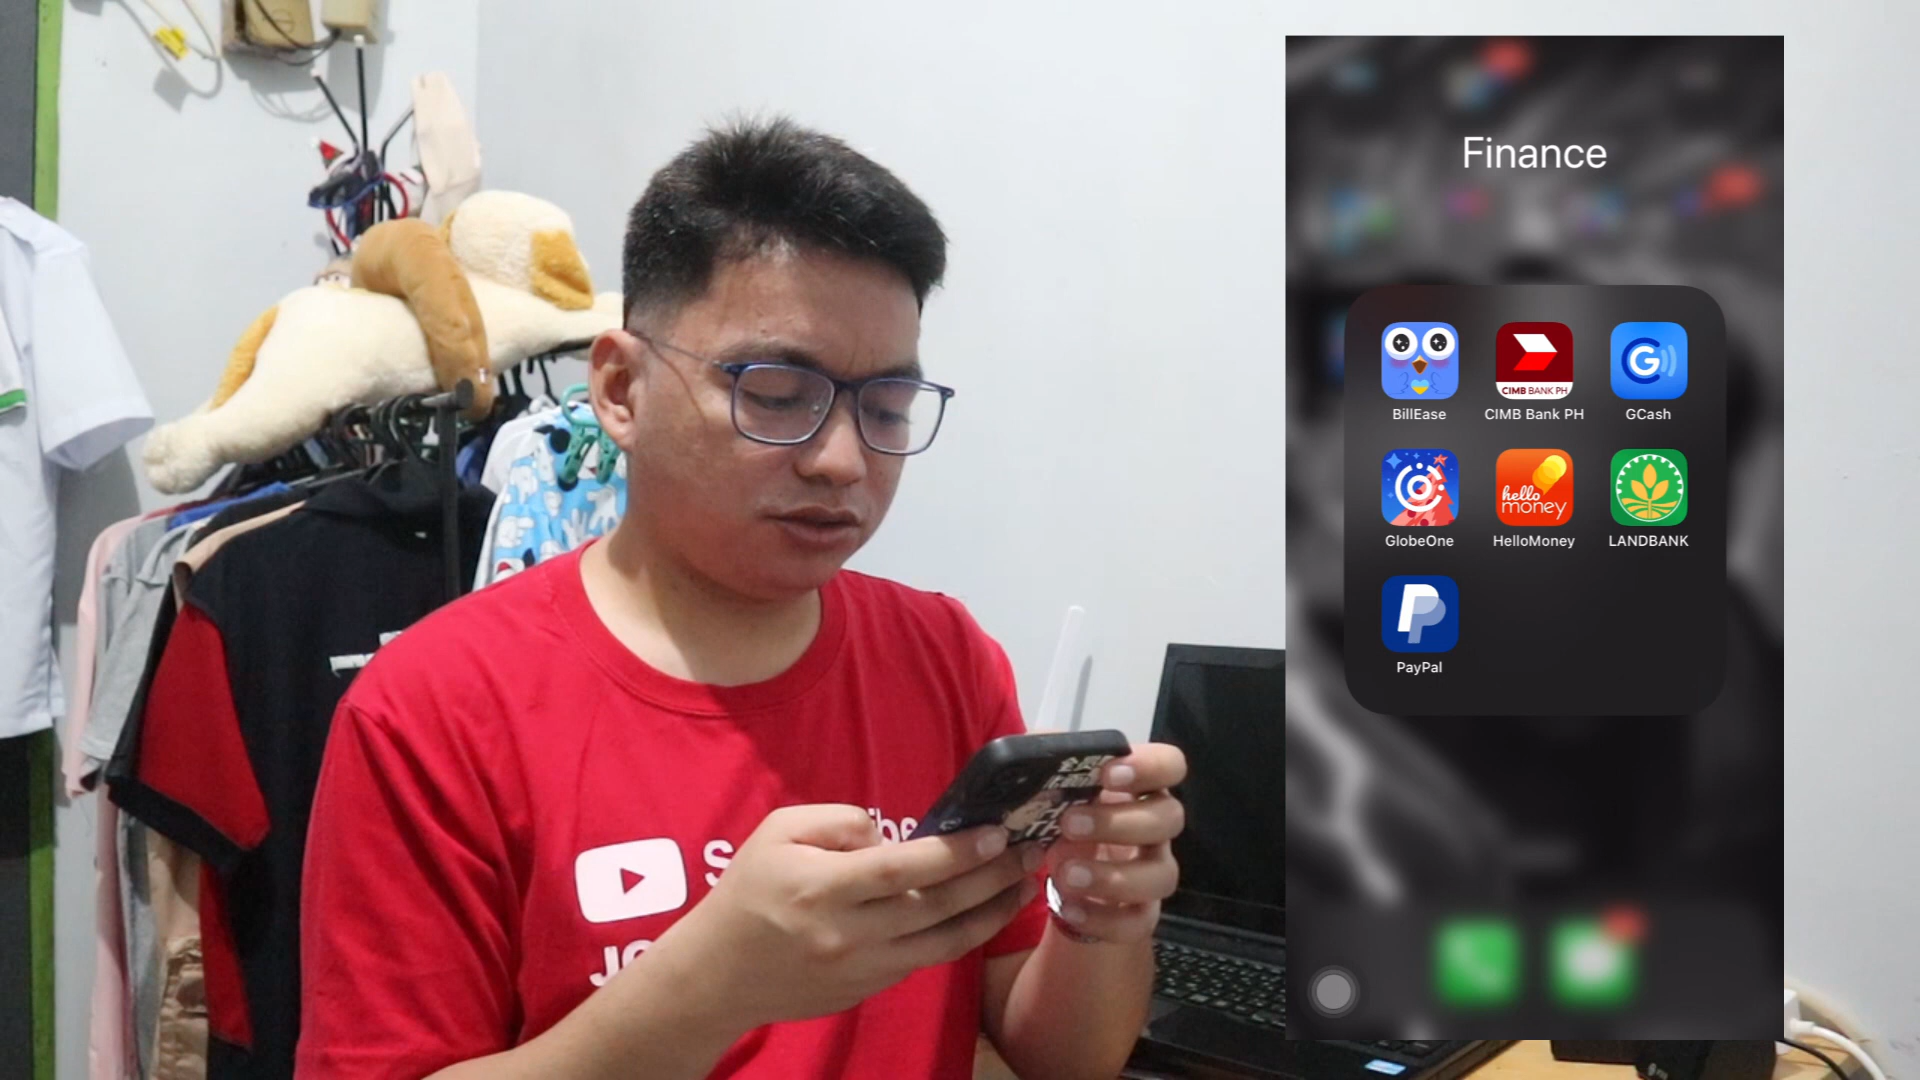 Finance
CIMB BANK PH
BillEase
CIMB Bank PH
GCash
hello
money
GlobeOne
HelloMoney
LANDBANK
PayPal